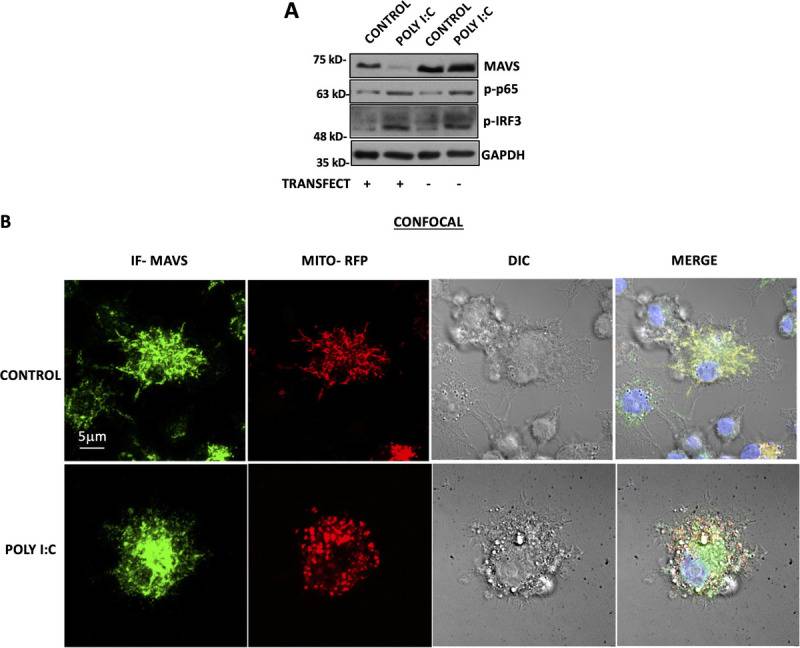 A
CONTROL POLY I:C CONTROL POLY I:C
75 kD-
MAVS
63 kD-
p-p65
p-IRF3
48 kD-
35 kD-
GAPDH
TRANSFECT + + - -
B
CONFOCAL
IF- MAVS MITO- RFP DIC MERGE
CONTROL
5μm
POLY I:C